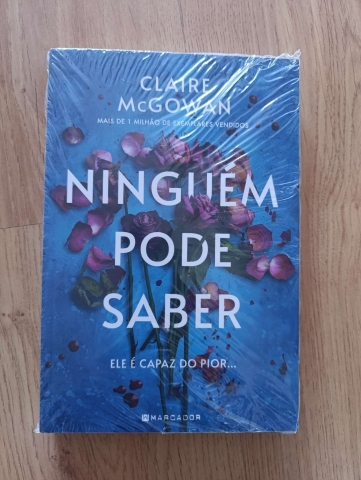 CLAIRE
McGOWAN
MAIS DE 1 MILHÃO DE EXEMPLARES VENDIDOS
NINGUÉM
PODE
SABER
ELE É CAPAZ DO PIOR...
MARCADOR